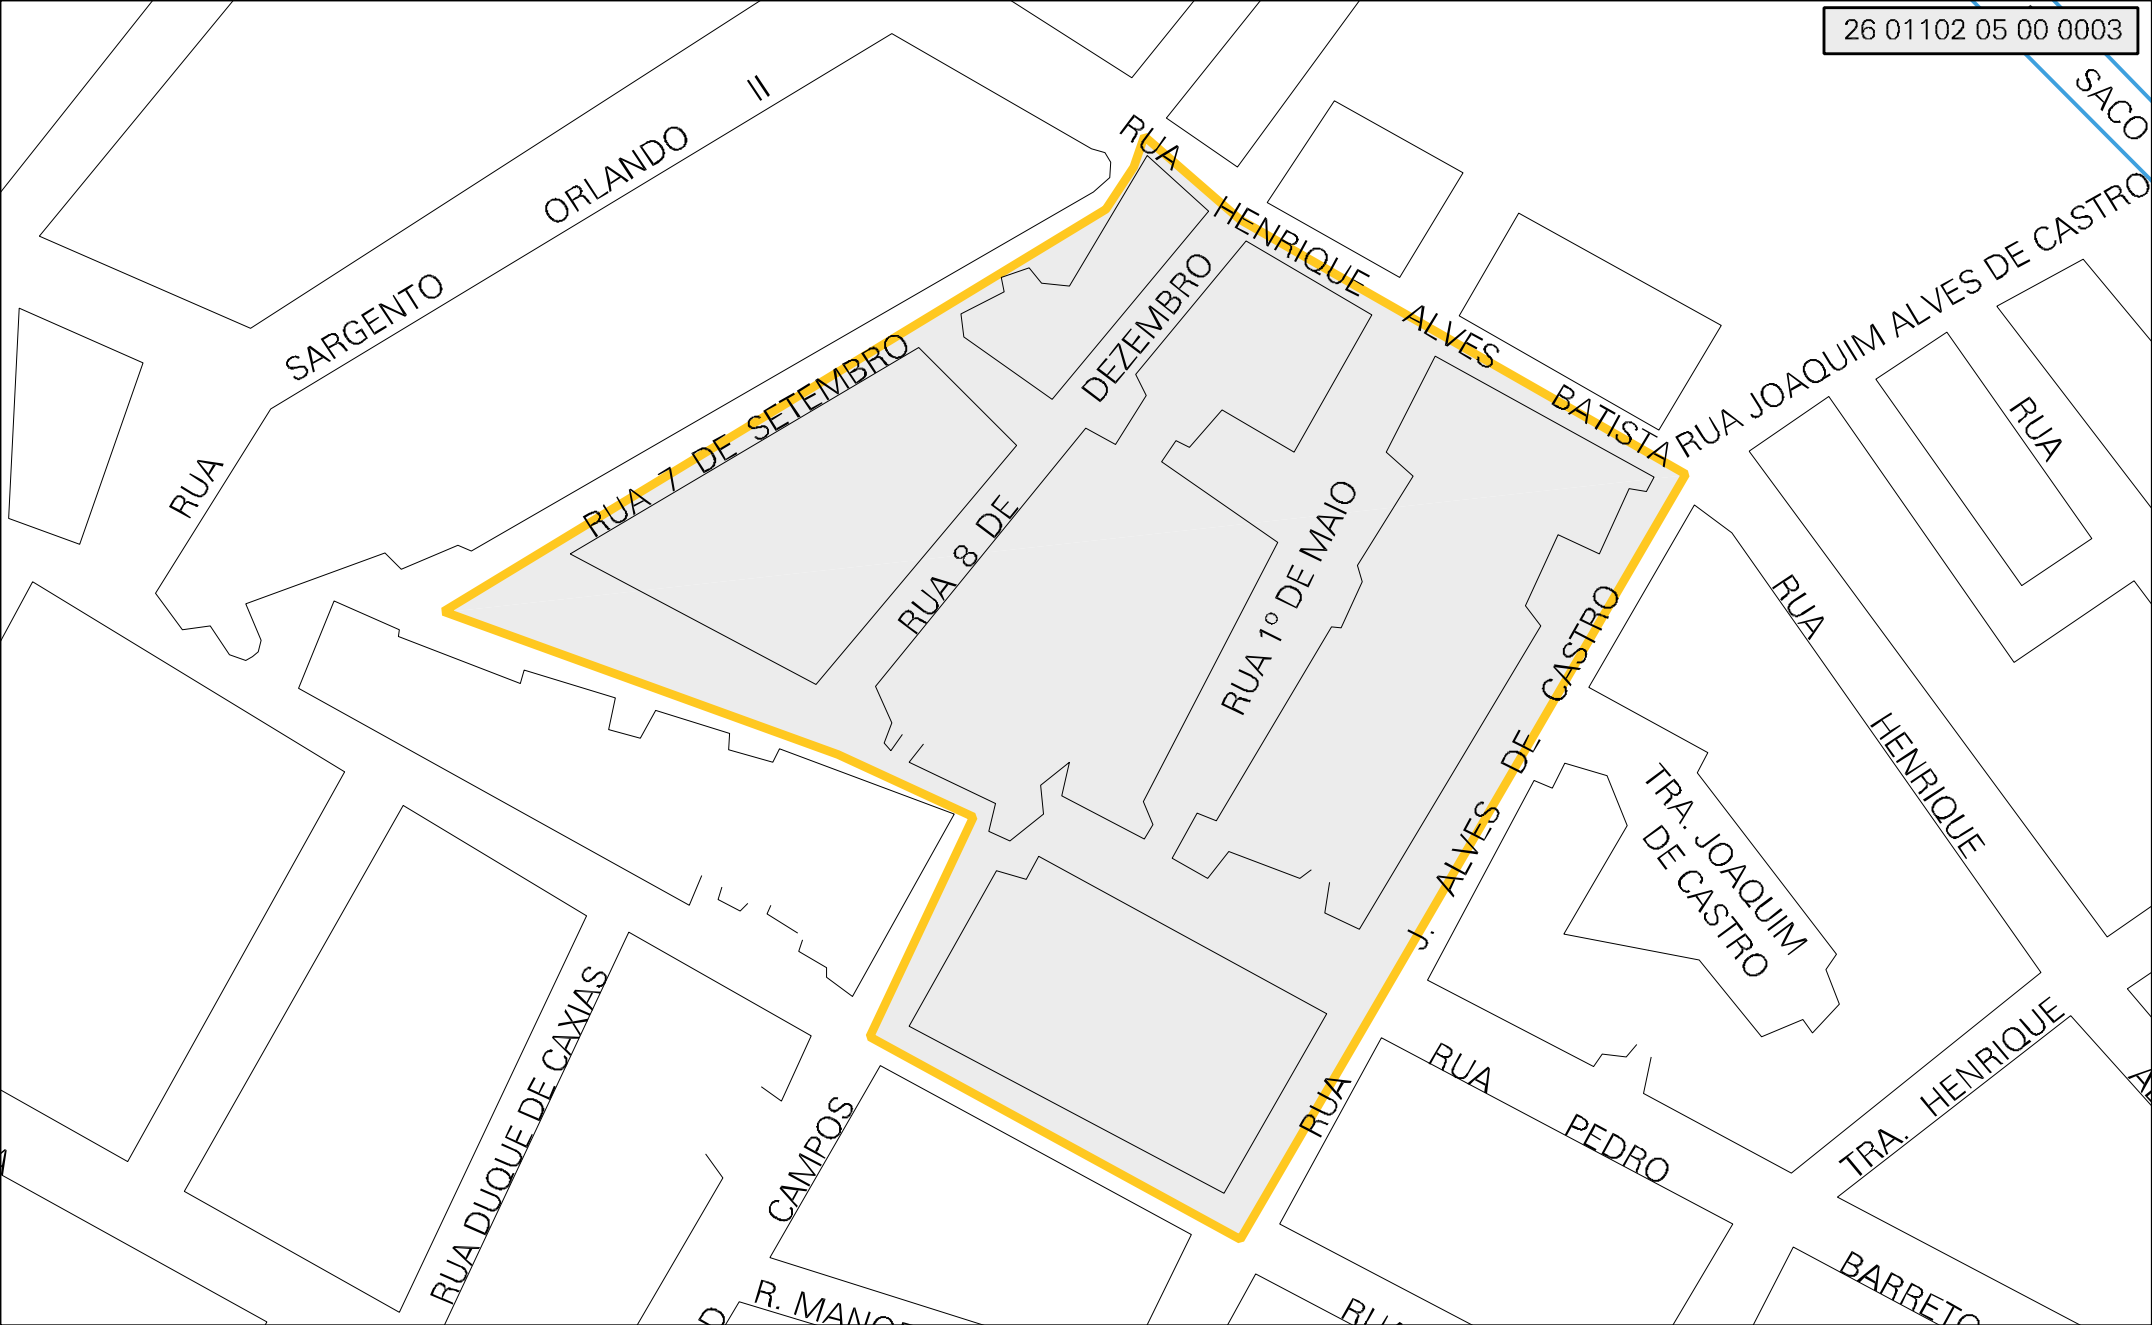 26 01102 05 00 0003
SACO
RUA SARGENTO ORLANDO II
RUA HENRIQUE ALVES BATISTA
RUA JOAQUIM ALVES DE CASTRO
RUA 7 DE SETEMBRO
RUA 8 DE DEZEMBRO
RUA 1º DE MAIO
RUA J. ALVES DE CASTRO
RUA
RUA HENRIQUE
TRA. JOAQUIM
DE CASTRO
TRA. HENRIQUE
RUA PEDRO BARRETO
RUA DUQUE DE CAXIAS
CAMPOS
R.